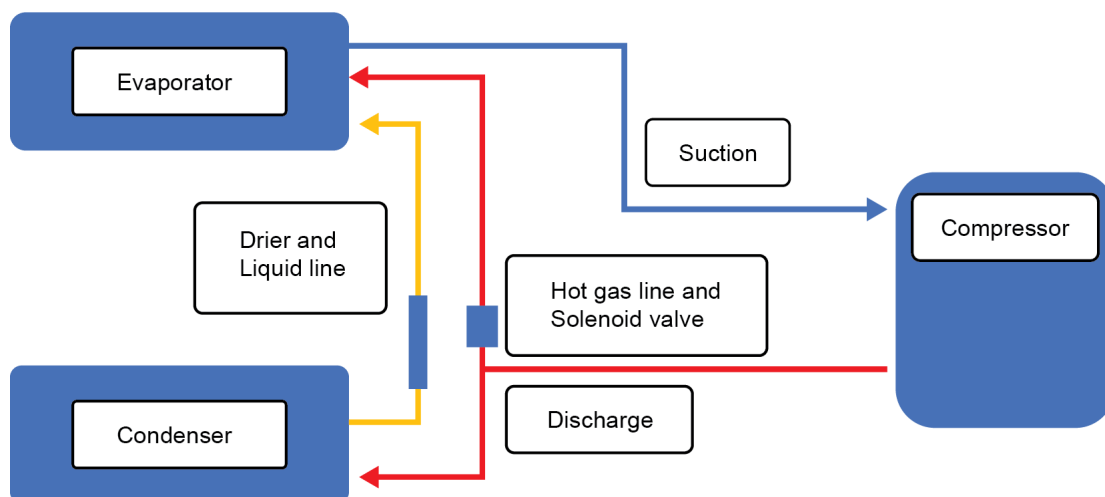 Evaporator
Suction
Compressor
Drier and
Liquid line
Hot gas line and
Solenoid valve
Discharge
Condenser